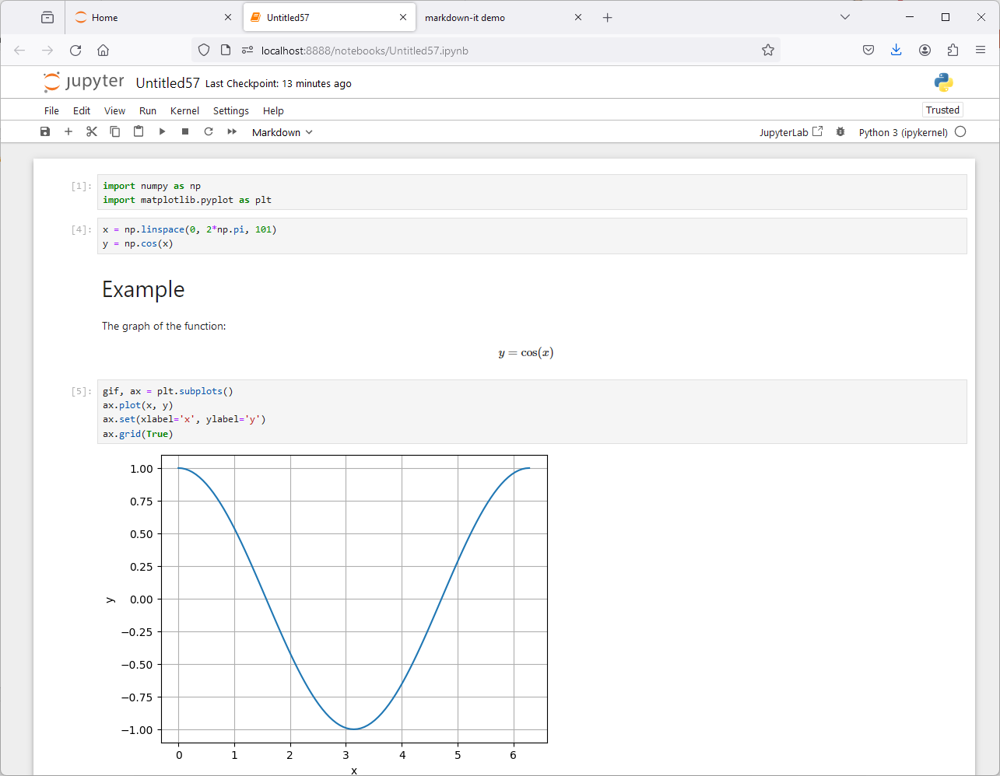 Home
Untitled57
markdown-it demo
localhost:8888/notebooks/Untitled57.ipynb
jupyter Untitled57 Last Checkpoint: 13 minutes ago
File Edit View Run Kernel Settings Help Trusted
Markdown JupyterLab Python 3 (ipykernel)
[1]: import numpy as np
import matplotlib.pyplot as plt
[4]: x = np.linspace(0, 2*np.pi, 101)
y = np.cos(x)
Example
The graph of the function:
y = cos(x)
[5]: gif, ax = plt.subplots()
ax.plot(x, y)
ax.set(xlabel='x', ylabel='y')
ax.grid(True)
1.00
0.75
0.50
0.25
y
0.00
−0.25
−0.50
−0.75
−1.00
0 1 2 3 4 5 6
x